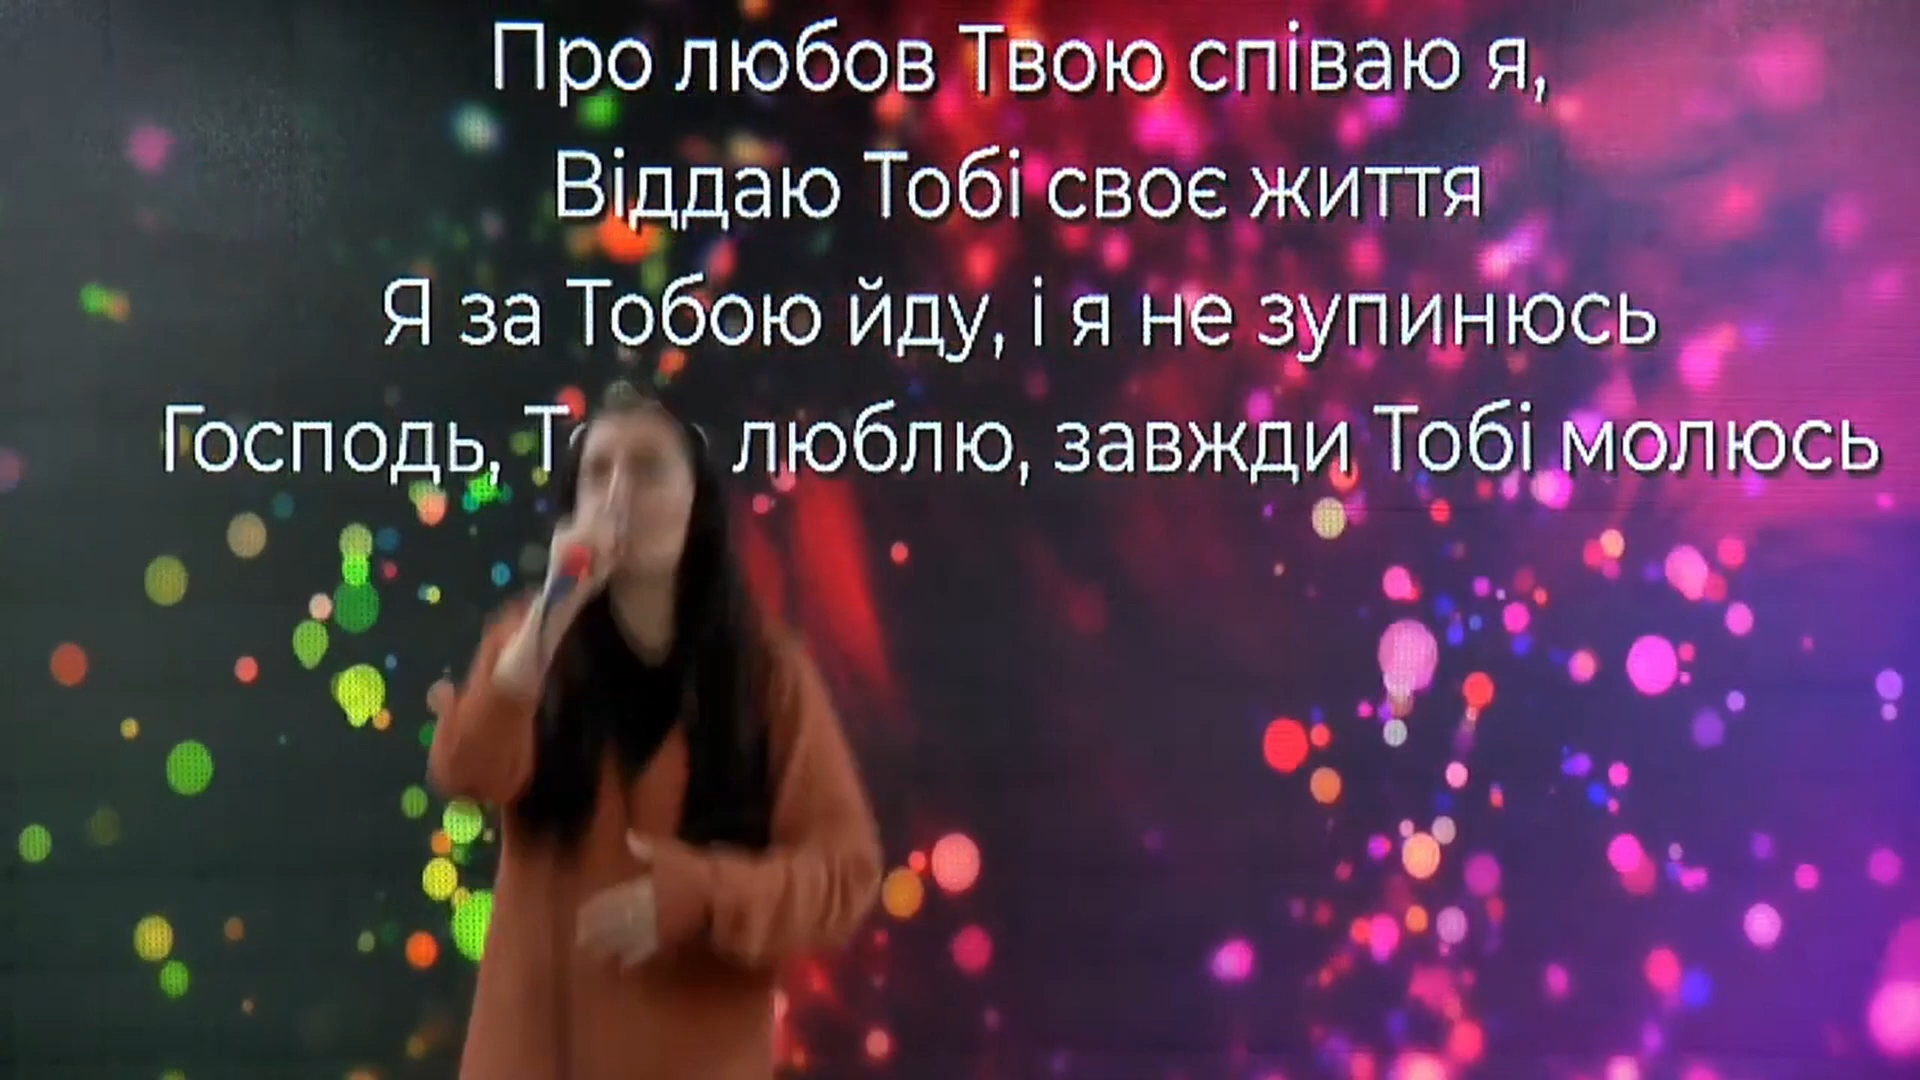 Про любов Твою співаю я,
Віддаю Тобі своє життя
Я за Тобою йду, і я не зупинюсь
Господь, люблю, завжди Тобі молюсь